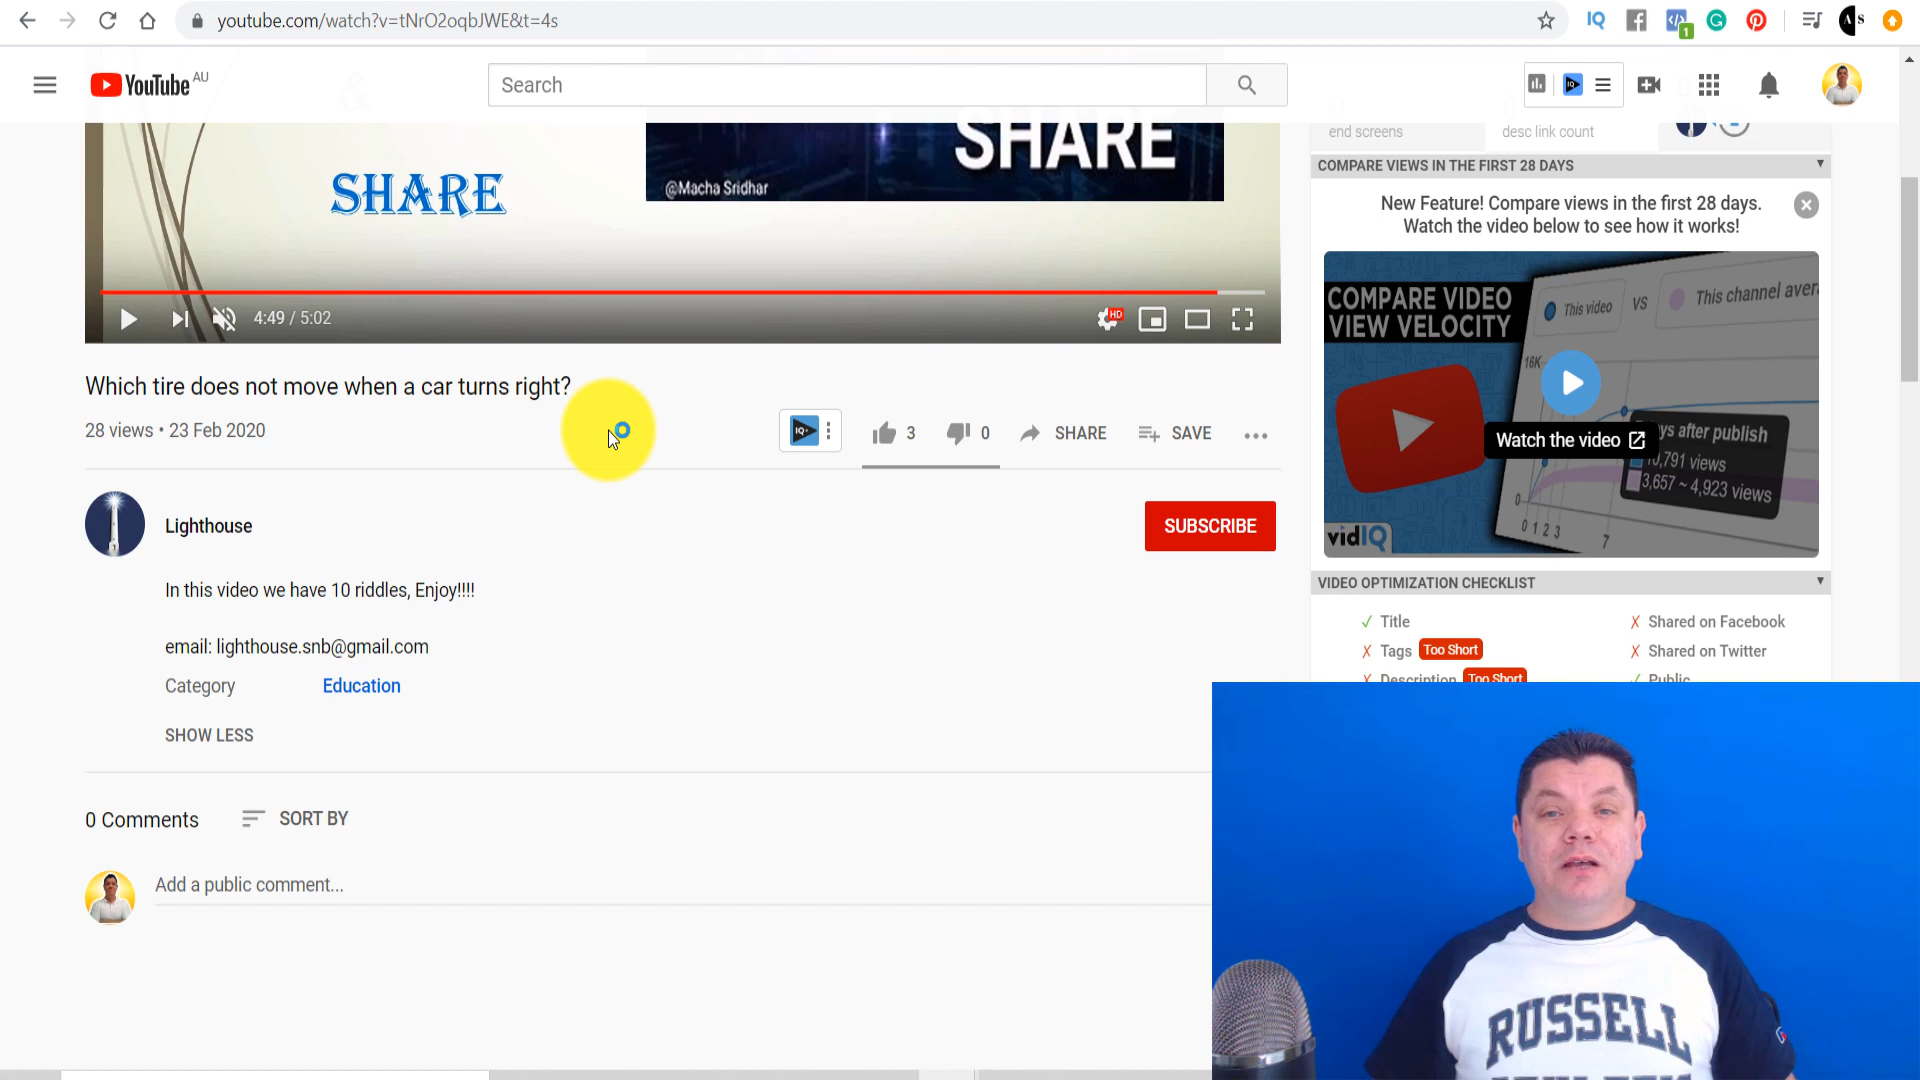 youtube.com/watch?v=tNrO2oqbJWE&t=4s
YouTube AU
Search
SHARE
SHARE
@Macha Sridhar
4:49 / 5:02
HD
Which tire does not move when a car turns right?
28 views • 23 Feb 2020
IQ
3
0
SHARE
SAVE
Lighthouse
SUBSCRIBE
In this video we have 10 riddles, Enjoy!!!!
email: lighthouse.snb@gmail.com
Category
Education
SHOW LESS
0 Comments
SORT BY
Add a public comment...
end screens
desc link count
COMPARE VIEWS IN THE FIRST 28 DAYS
New Feature! Compare views in the first 28 days.
Watch the video below to see how it works!
COMPARE VIDEO
VIEW VELOCITY
This video
VS
This channel avera
16K
Watch the video
ys after publish
10,791 views
3,657 ~ 4,923 views
0 1 2 3
7
vidIQ
VIDEO OPTIMIZATION CHECKLIST
Title
Shared on Facebook
Tags Too Short
Shared on Twitter
Description Too Short
Public
RUSSELL